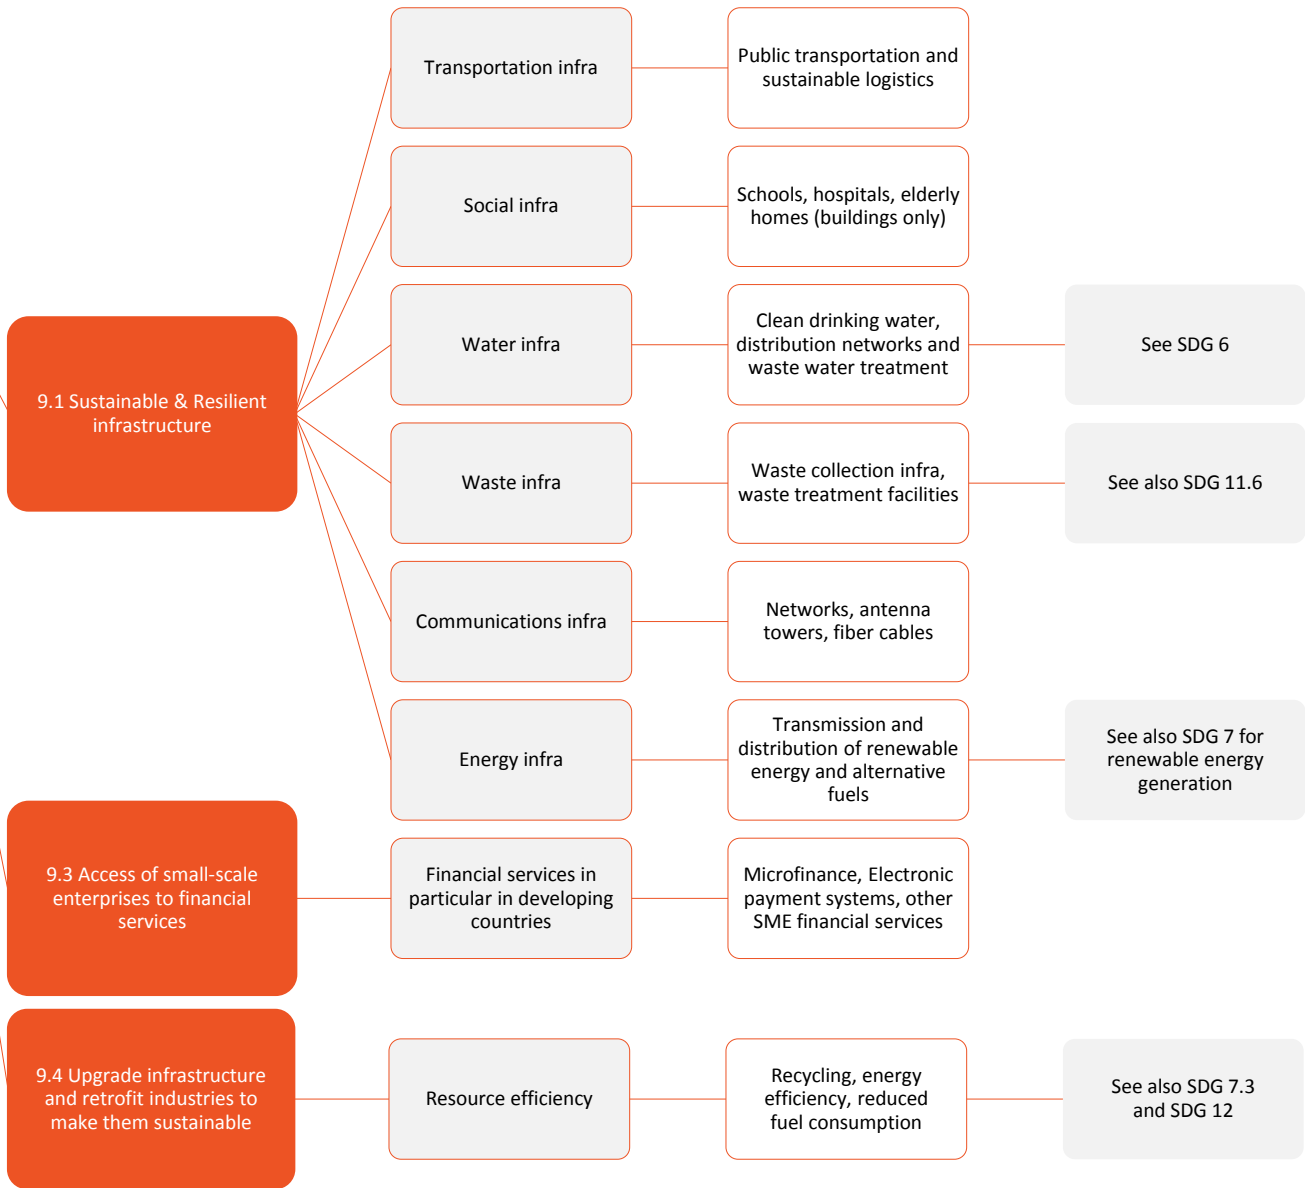 Transportation infra
Public transportation and
sustainable logistics
Social infra
Schools, hospitals, elderly
homes (buildings only)
9.1 Sustainable & Resilient
infrastructure
Water infra
Clean drinking water,
distribution networks and
waste water treatment
See SDG 6
Waste infra
Waste collection infra,
waste treatment facilities
See also SDG 11.6
Communications infra
Networks, antenna
towers, fiber cables
Energy infra
Transmission and
distribution of renewable
energy and alternative
fuels
See also SDG 7 for
renewable energy
generation
9.3 Access of small-scale
enterprises to financial
services
Financial services in
particular in developing
countries
Microfinance, Electronic
payment systems, other
SME financial services
9.4 Upgrade infrastructure
and retrofit industries to
make them sustainable
Resource efficiency
Recycling, energy
efficiency, reduced
fuel consumption
See also SDG 7.3
and SDG 12